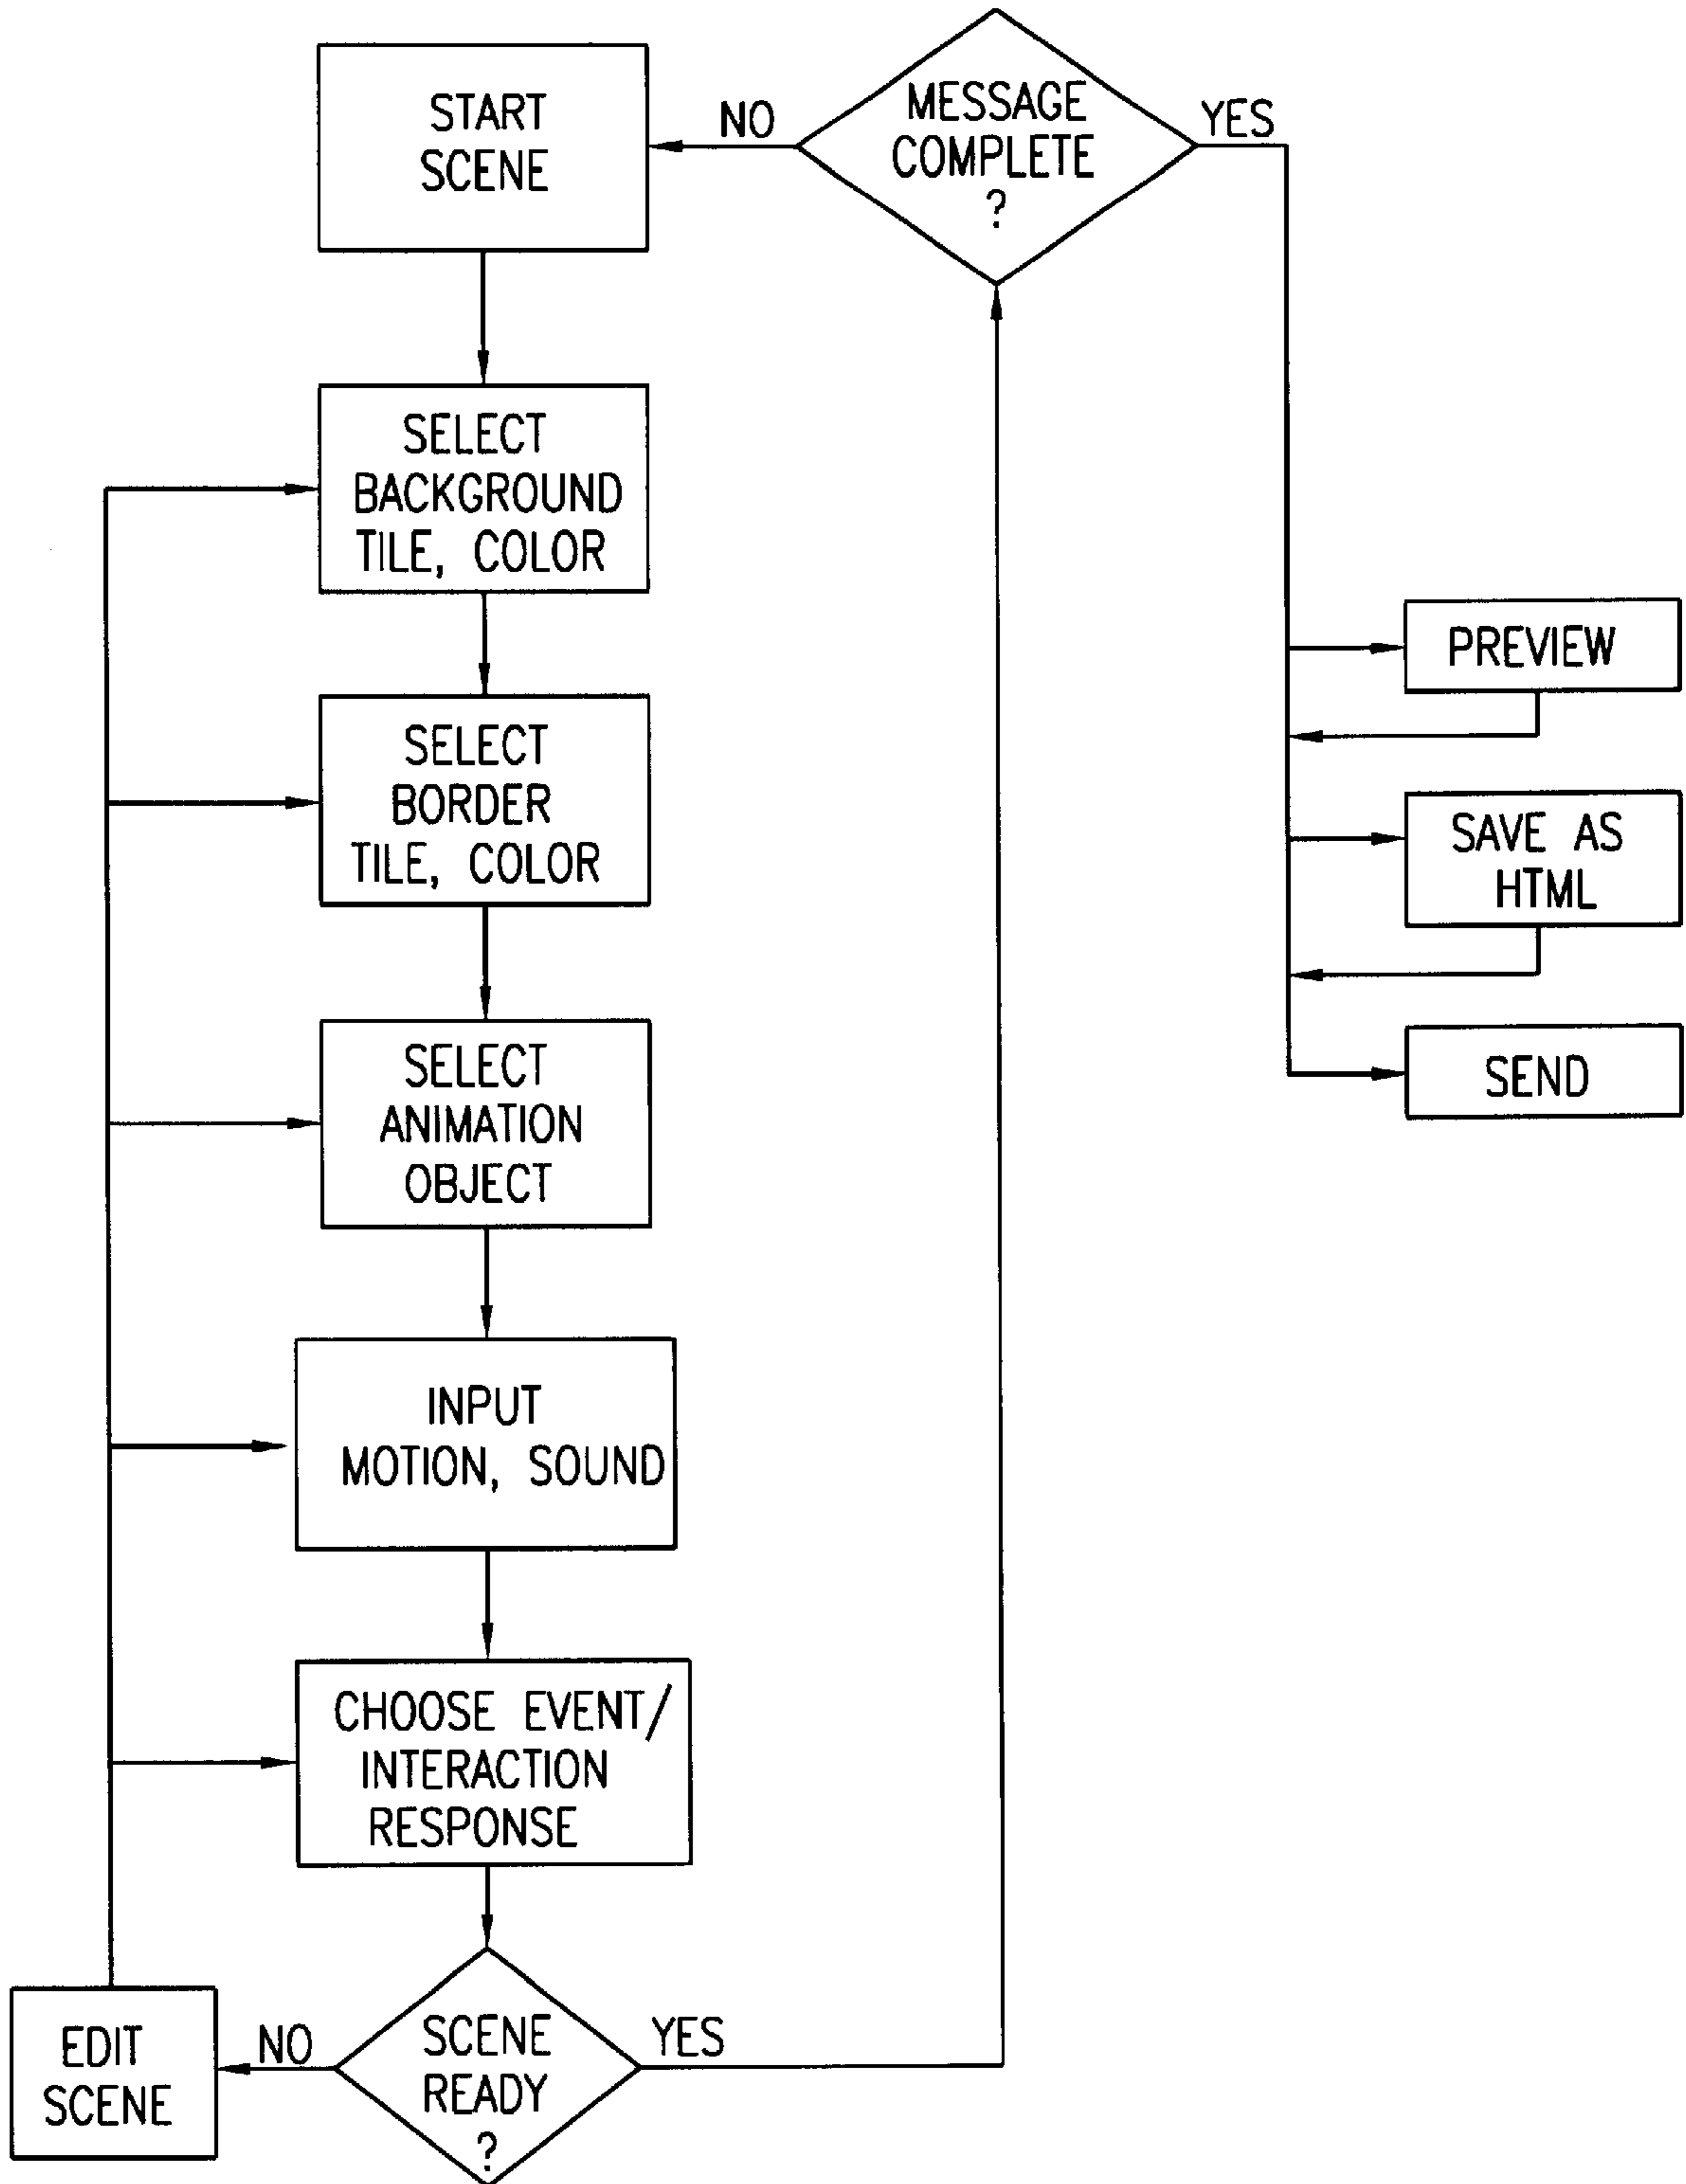 START
SCENE
NO
MESSAGE
COMPLETE
?
YES
SELECT
BACKGROUND
TILE, COLOR
SELECT
BORDER
TILE, COLOR
SELECT
ANIMATION
OBJECT
INPUT
MOTION, SOUND
CHOOSE EVENT/
INTERACTION
RESPONSE
EDIT
SCENE
NO
SCENE
READY
?
YES
PREVIEW
SAVE AS
HTML
SEND